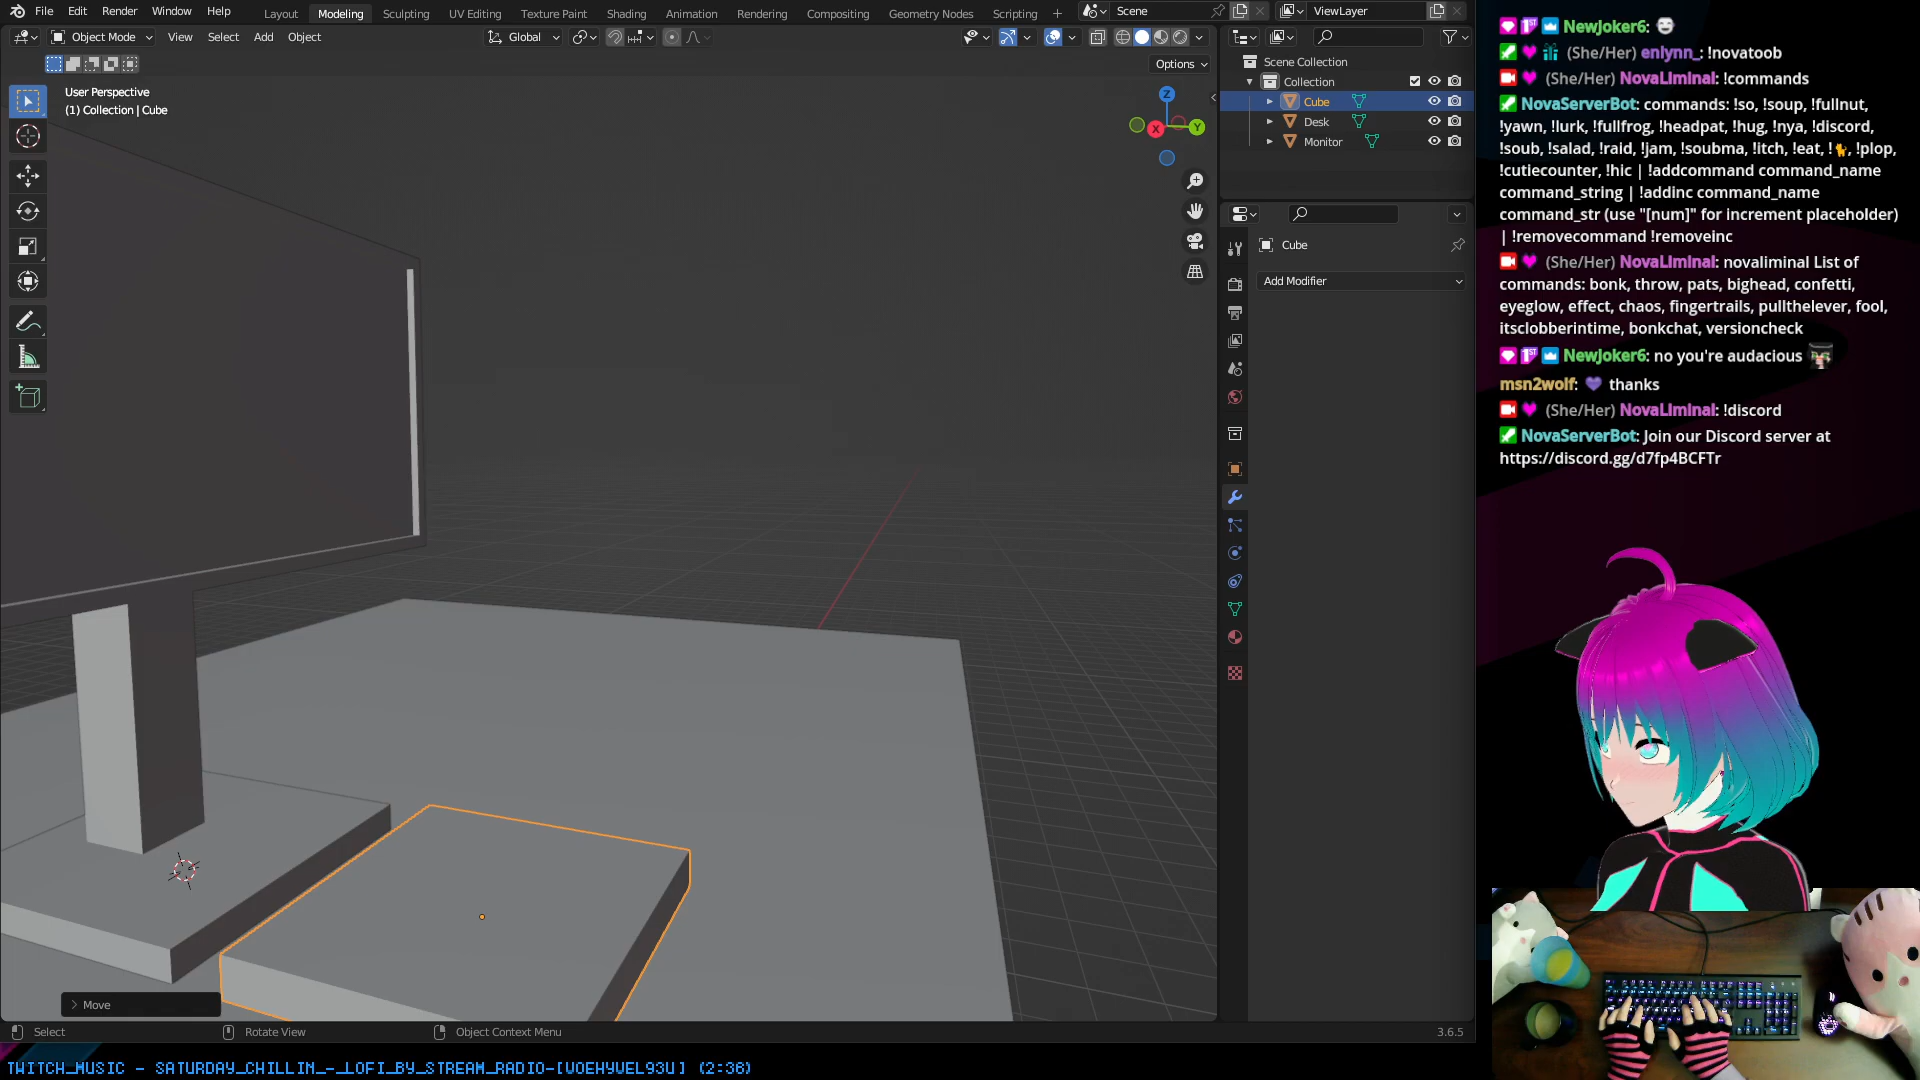 File Edit Render Window Help Layout Modeling Sculpting UV Editing Texture Paint Shading Animation Rendering Compositing Geometry Nodes Scripting + Scene ViewLayer
Object Mode View Select Add Object Global
Options
User Perspective
(1) Collection | Cube
Z
X
Y
Move
Select Rotate View Object Context Menu 3.6.5
Scene Collection
Collection
Cube
Desk
Monitor
Cube
Add Modifier
NewJoker6:
(She/Her) enlynn_: !novatoob
(She/Her) NovaLiminal: !commands
NovaServerBot: commands: !so, !soup, !fullnut,
!yawn, !lurk, !fullfrog, !headpat, !hug, !nya, !discord,
!soub, !salad, !raid, !jam, !soubma, !itch, !eat, !🐈, !plop,
!cutiecounter, !hic | !addcommand command_name
command_string | !addinc command_name
command_str (use "[num]" for increment placeholder)
| !removecommand !removeinc
(She/Her) NovaLiminal: novaliminal List of
commands: bonk, throw, pats, bighead, confetti,
eyeglow, effect, chaos, fingertrails, pullthelever, fool,
itsclobberintime, bonkchat, versioncheck
NewJoker6: no you're audacious
msn2wolf: 💜 thanks
(She/Her) NovaLiminal: !discord
NovaServerBot: Join our Discord server at
https://discord.gg/d7fp4BCFTr
TWITCH_MUSIC - SATURDAY_CHILLIN_-_LOFI_BY_STREAM_RADIO-[VOEHYWEL93U] (2:36)